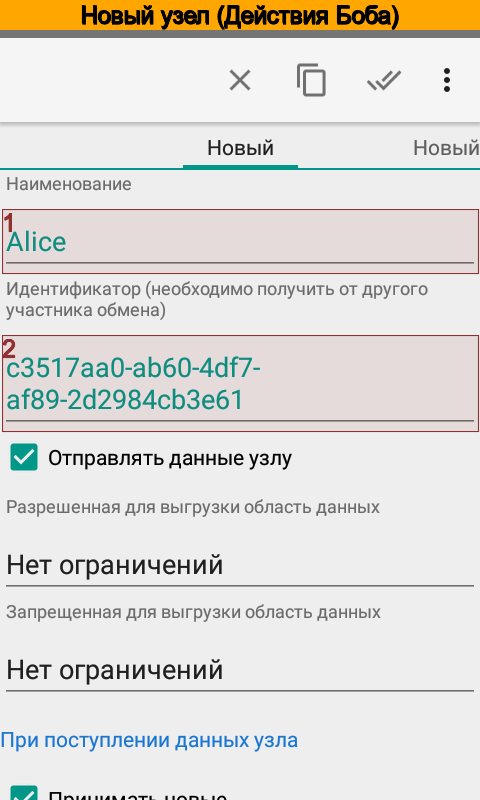 Новый узел (Действия Боба)
Новый Новый
Наименование
1
Alice
Идентификатор (необходимо получить от другого
участника обмена)
2
c3517aa0-ab60-4df7-
af89-2d2984cb3e61
Отправлять данные узлу
Разрешенная для выгрузки область данных
Нет ограничений
Запрещенная для выгрузки область данных
Нет ограничений
При поступлении данных узла
Принимать новые